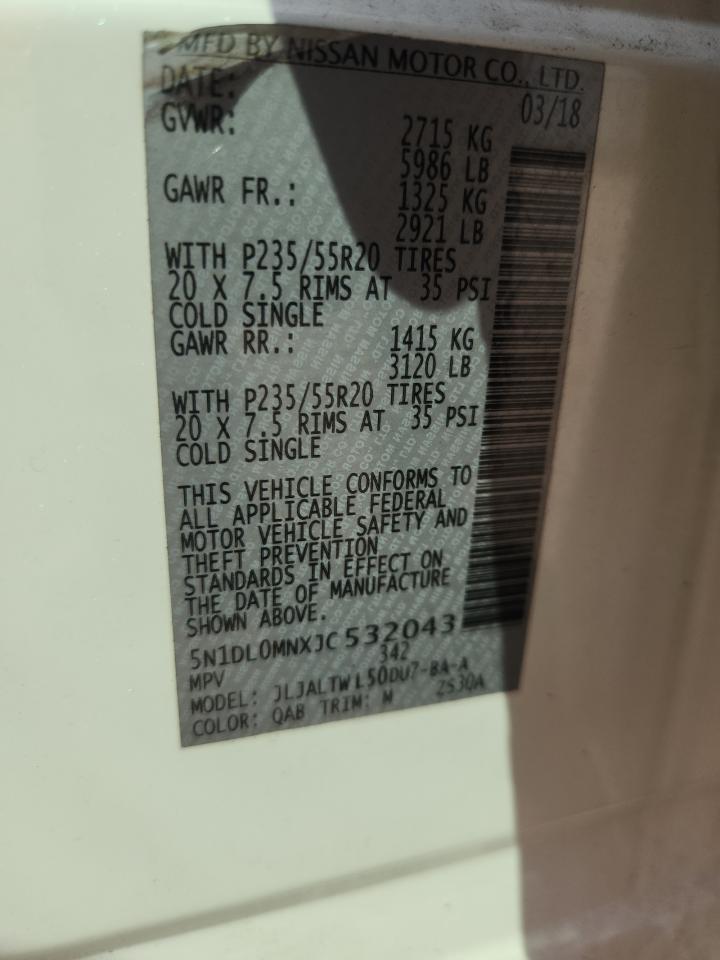 MFD BY NISSAN MOTOR CO., LTD.
DATE: 03/18
GVWR: 2715 KG
5986 LB
GAWR FR.: 1325 KG
2921 LB
WITH P235/55R20 TIRES
20 X 7.5 RIMS AT 35 PSI
COLD SINGLE
GAWR RR.: 1415 KG
3120 LB
WITH P235/55R20 TIRES
20 X 7.5 RIMS AT 35 PSI
COLD SINGLE
THIS VEHICLE CONFORMS TO
ALL APPLICABLE FEDERAL
MOTOR VEHICLE SAFETY AND
THEFT PREVENTION
STANDARDS IN EFFECT ON
THE DATE OF MANUFACTURE
SHOWN ABOVE.
5N1DL0MNXJC532043
MPV 342
MODEL: JLJALTWL50DU7-BA-A
COLOR: QAB TRIM: M 2S30A